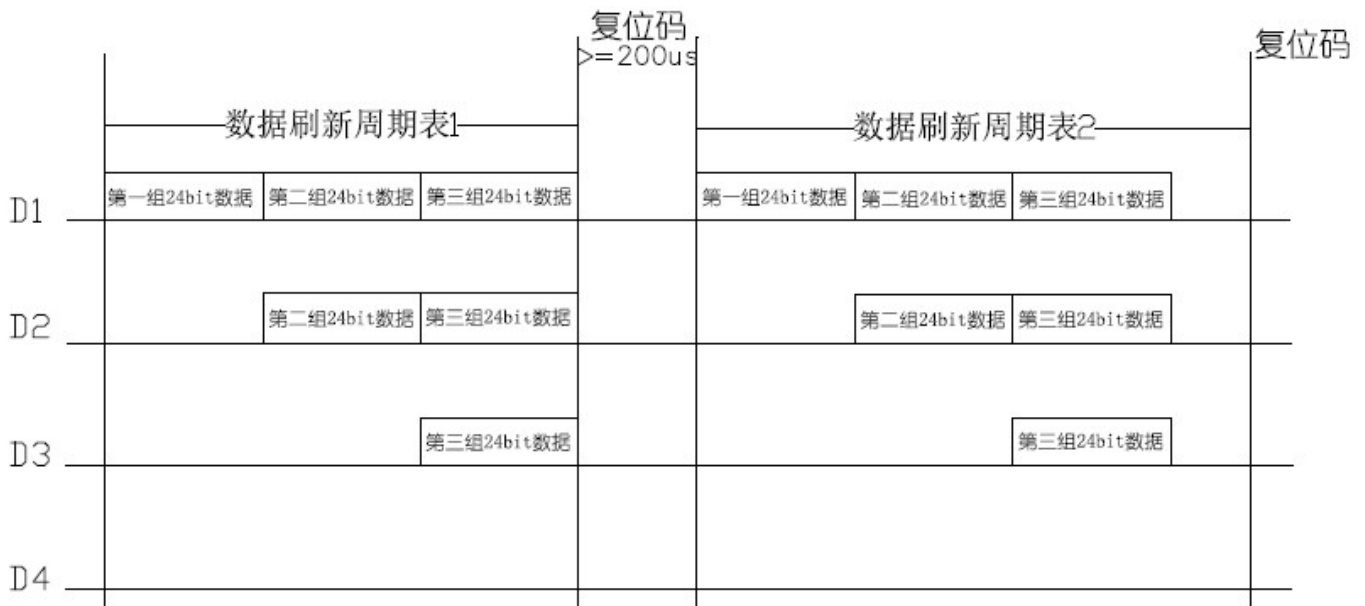 复位码
>=200us
复位码
数据刷新周期表1
数据刷新周期表2
D1
第一组24bit数据
第二组24bit数据
第三组24bit数据
第一组24bit数据
第二组24bit数据
第三组24bit数据
D2
第二组24bit数据
第三组24bit数据
第二组24bit数据
第三组24bit数据
D3
第三组24bit数据
第三组24bit数据
D4